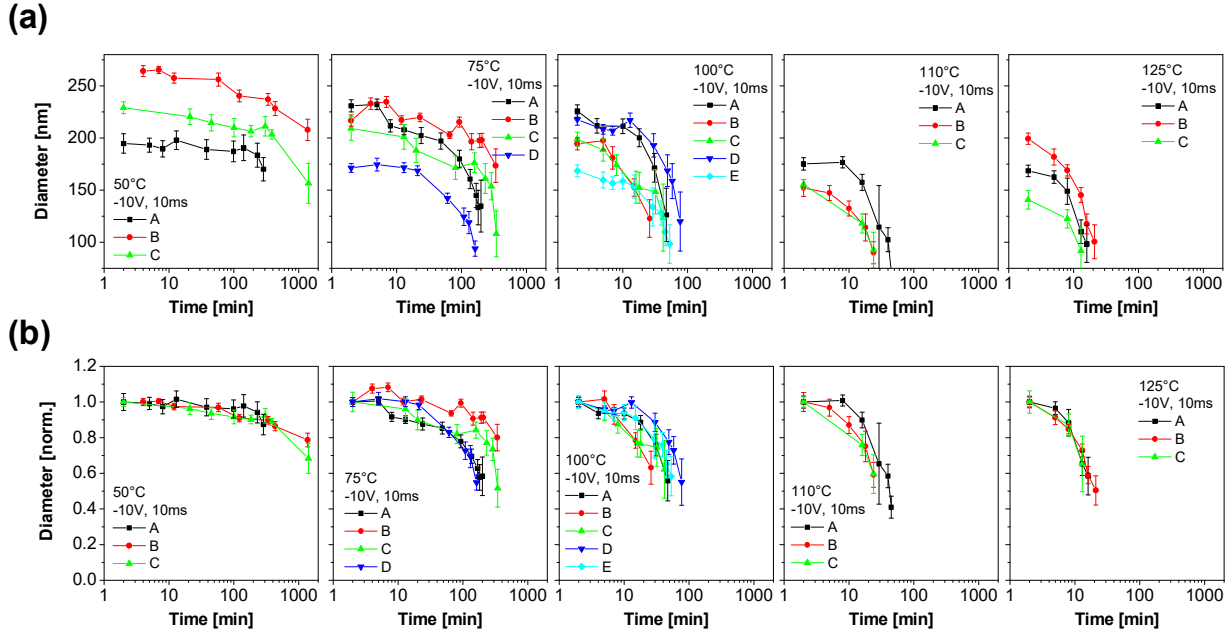 (a)
Diameter [nm]
250
200
150
100
50°C
-10V, 10ms
A
B
C
1 10 100 1000
Time [min]
75°C
-10V, 10ms
A
B
C
D
1 10 100 1000
Time [min]
100°C
-10V, 10ms
A
B
C
D
E
1 10 100 1000
Time [min]
110°C
-10V, 10ms
A
B
C
1 10 100 1000
Time [min]
125°C
-10V, 10ms
A
B
C
1 10 100 1000
Time [min]
(b)
Diameter [norm.]
1.2
1.0
0.8
0.6
0.4
0.2
0.0
50°C
-10V, 10ms
A
B
C
1 10 100 1000
Time [min]
75°C
-10V, 10ms
A
B
C
D
1 10 100 1000
Time [min]
100°C
-10V, 10ms
A
B
C
D
E
1 10 100 1000
Time [min]
110°C
-10V, 10ms
A
B
C
1 10 100 1000
Time [min]
125°C
-10V, 10ms
A
B
C
1 10 100 1000
Time [min]